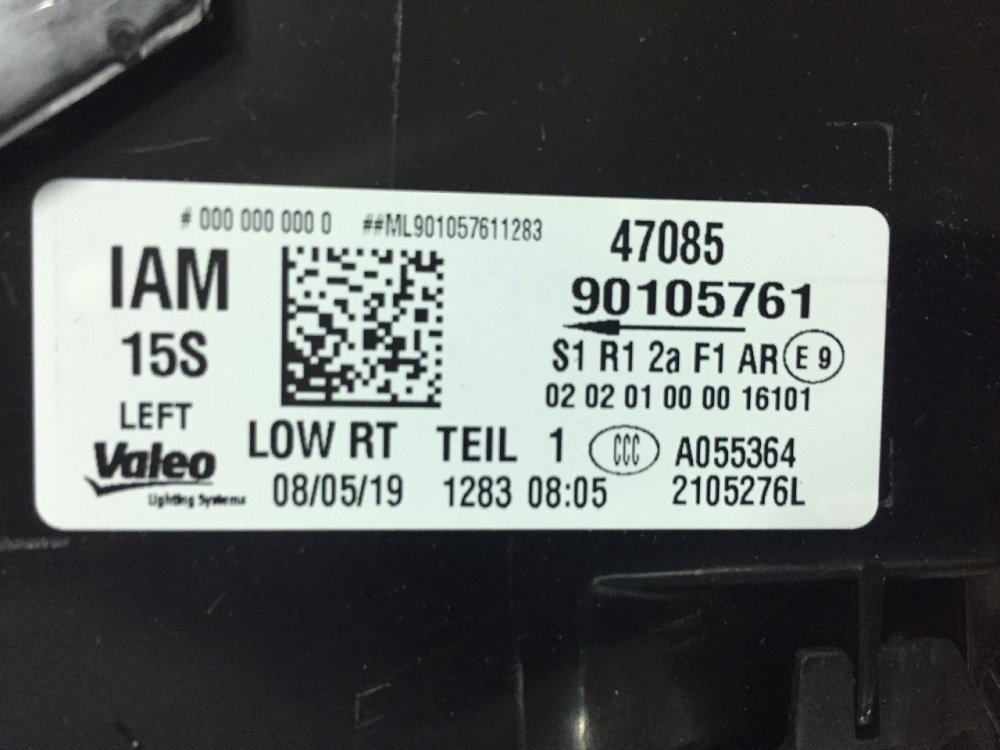 # 000 000 000 0 ##ML901057611283
47085
IAM
90105761
15S
S1 R1 2a F1 AR E 9
02 02 01 00 00 16101
LEFT
LOW RT TEIL 1 CCC A055364
Valeo
Lighting Systems
08/05/19 1283 08:05 2105276L